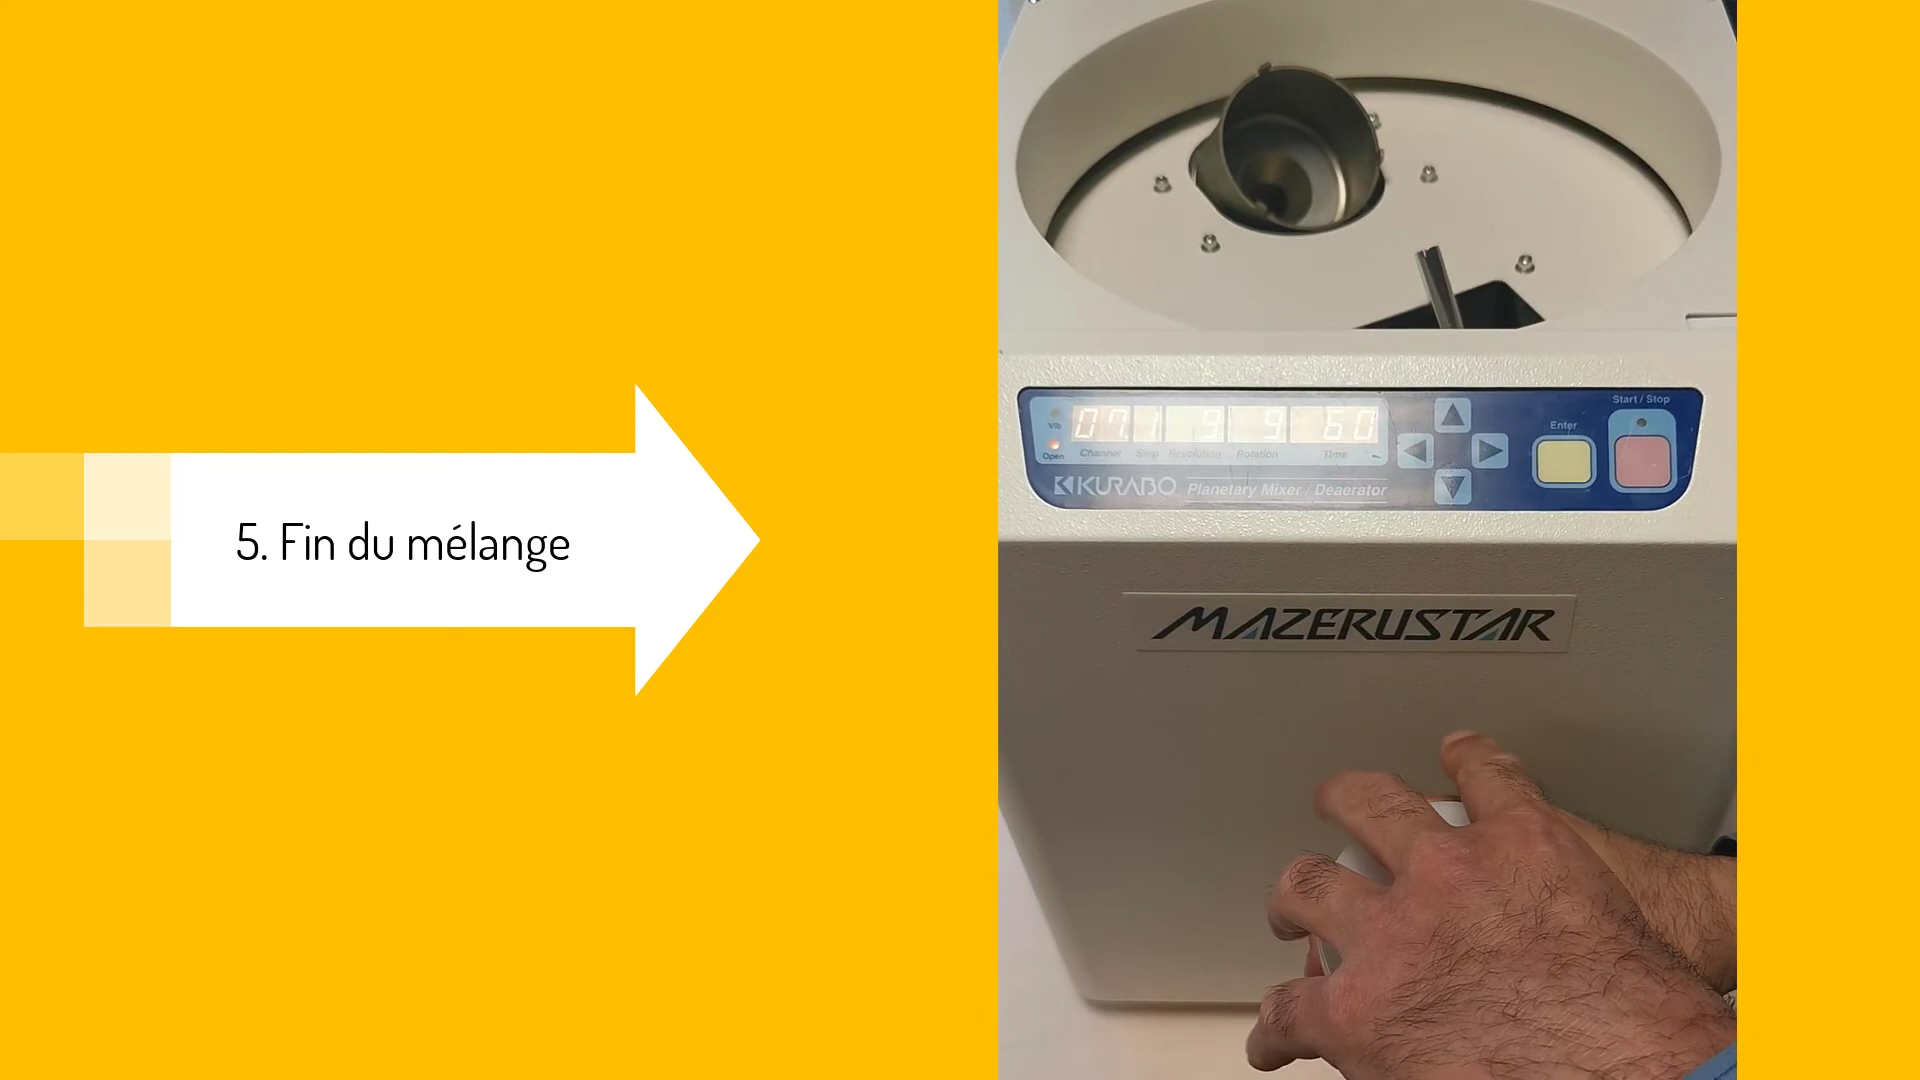 5. Fin du mélange
Start / Stop
Enter
Vib
Open
07.1 9 9 60
Channel Step Revolution Rotation Time
KURABO Planetary Mixer / Deaerator
MAZERUSTAR